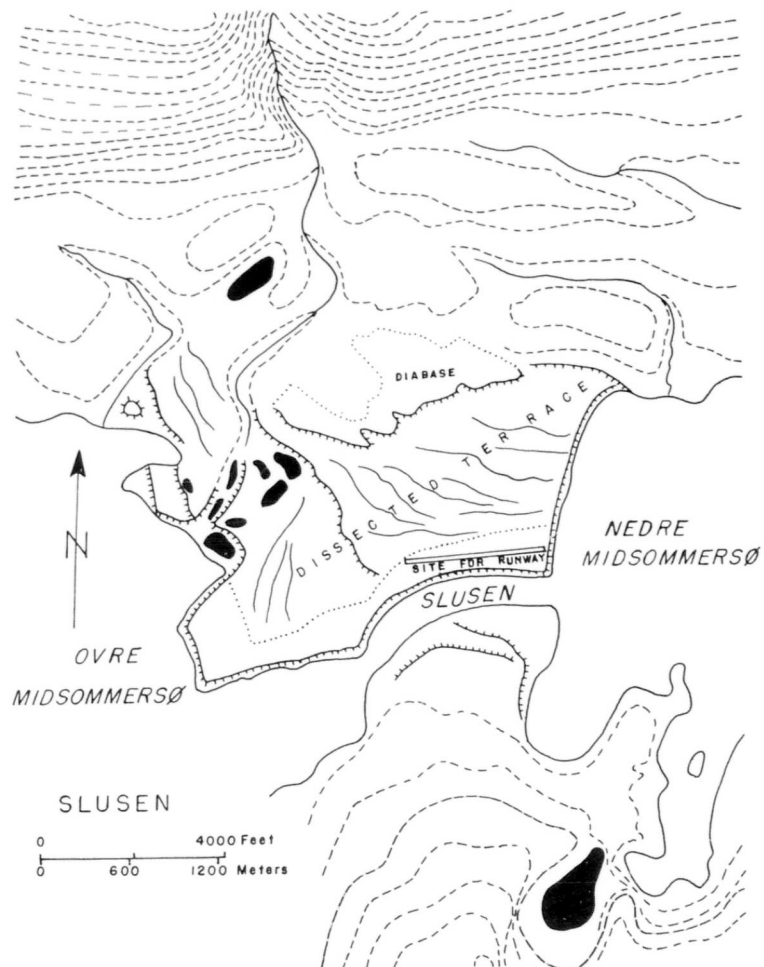 DIABASE
DISSECTED TERRACE
N
NEDRE
MIDSOMMERSØ
SITE FOR RUNWAY
SLUSEN
OVRE
MIDSOMMERSØ
SLUSEN
0 4000 Feet
0 600 1200 Meters